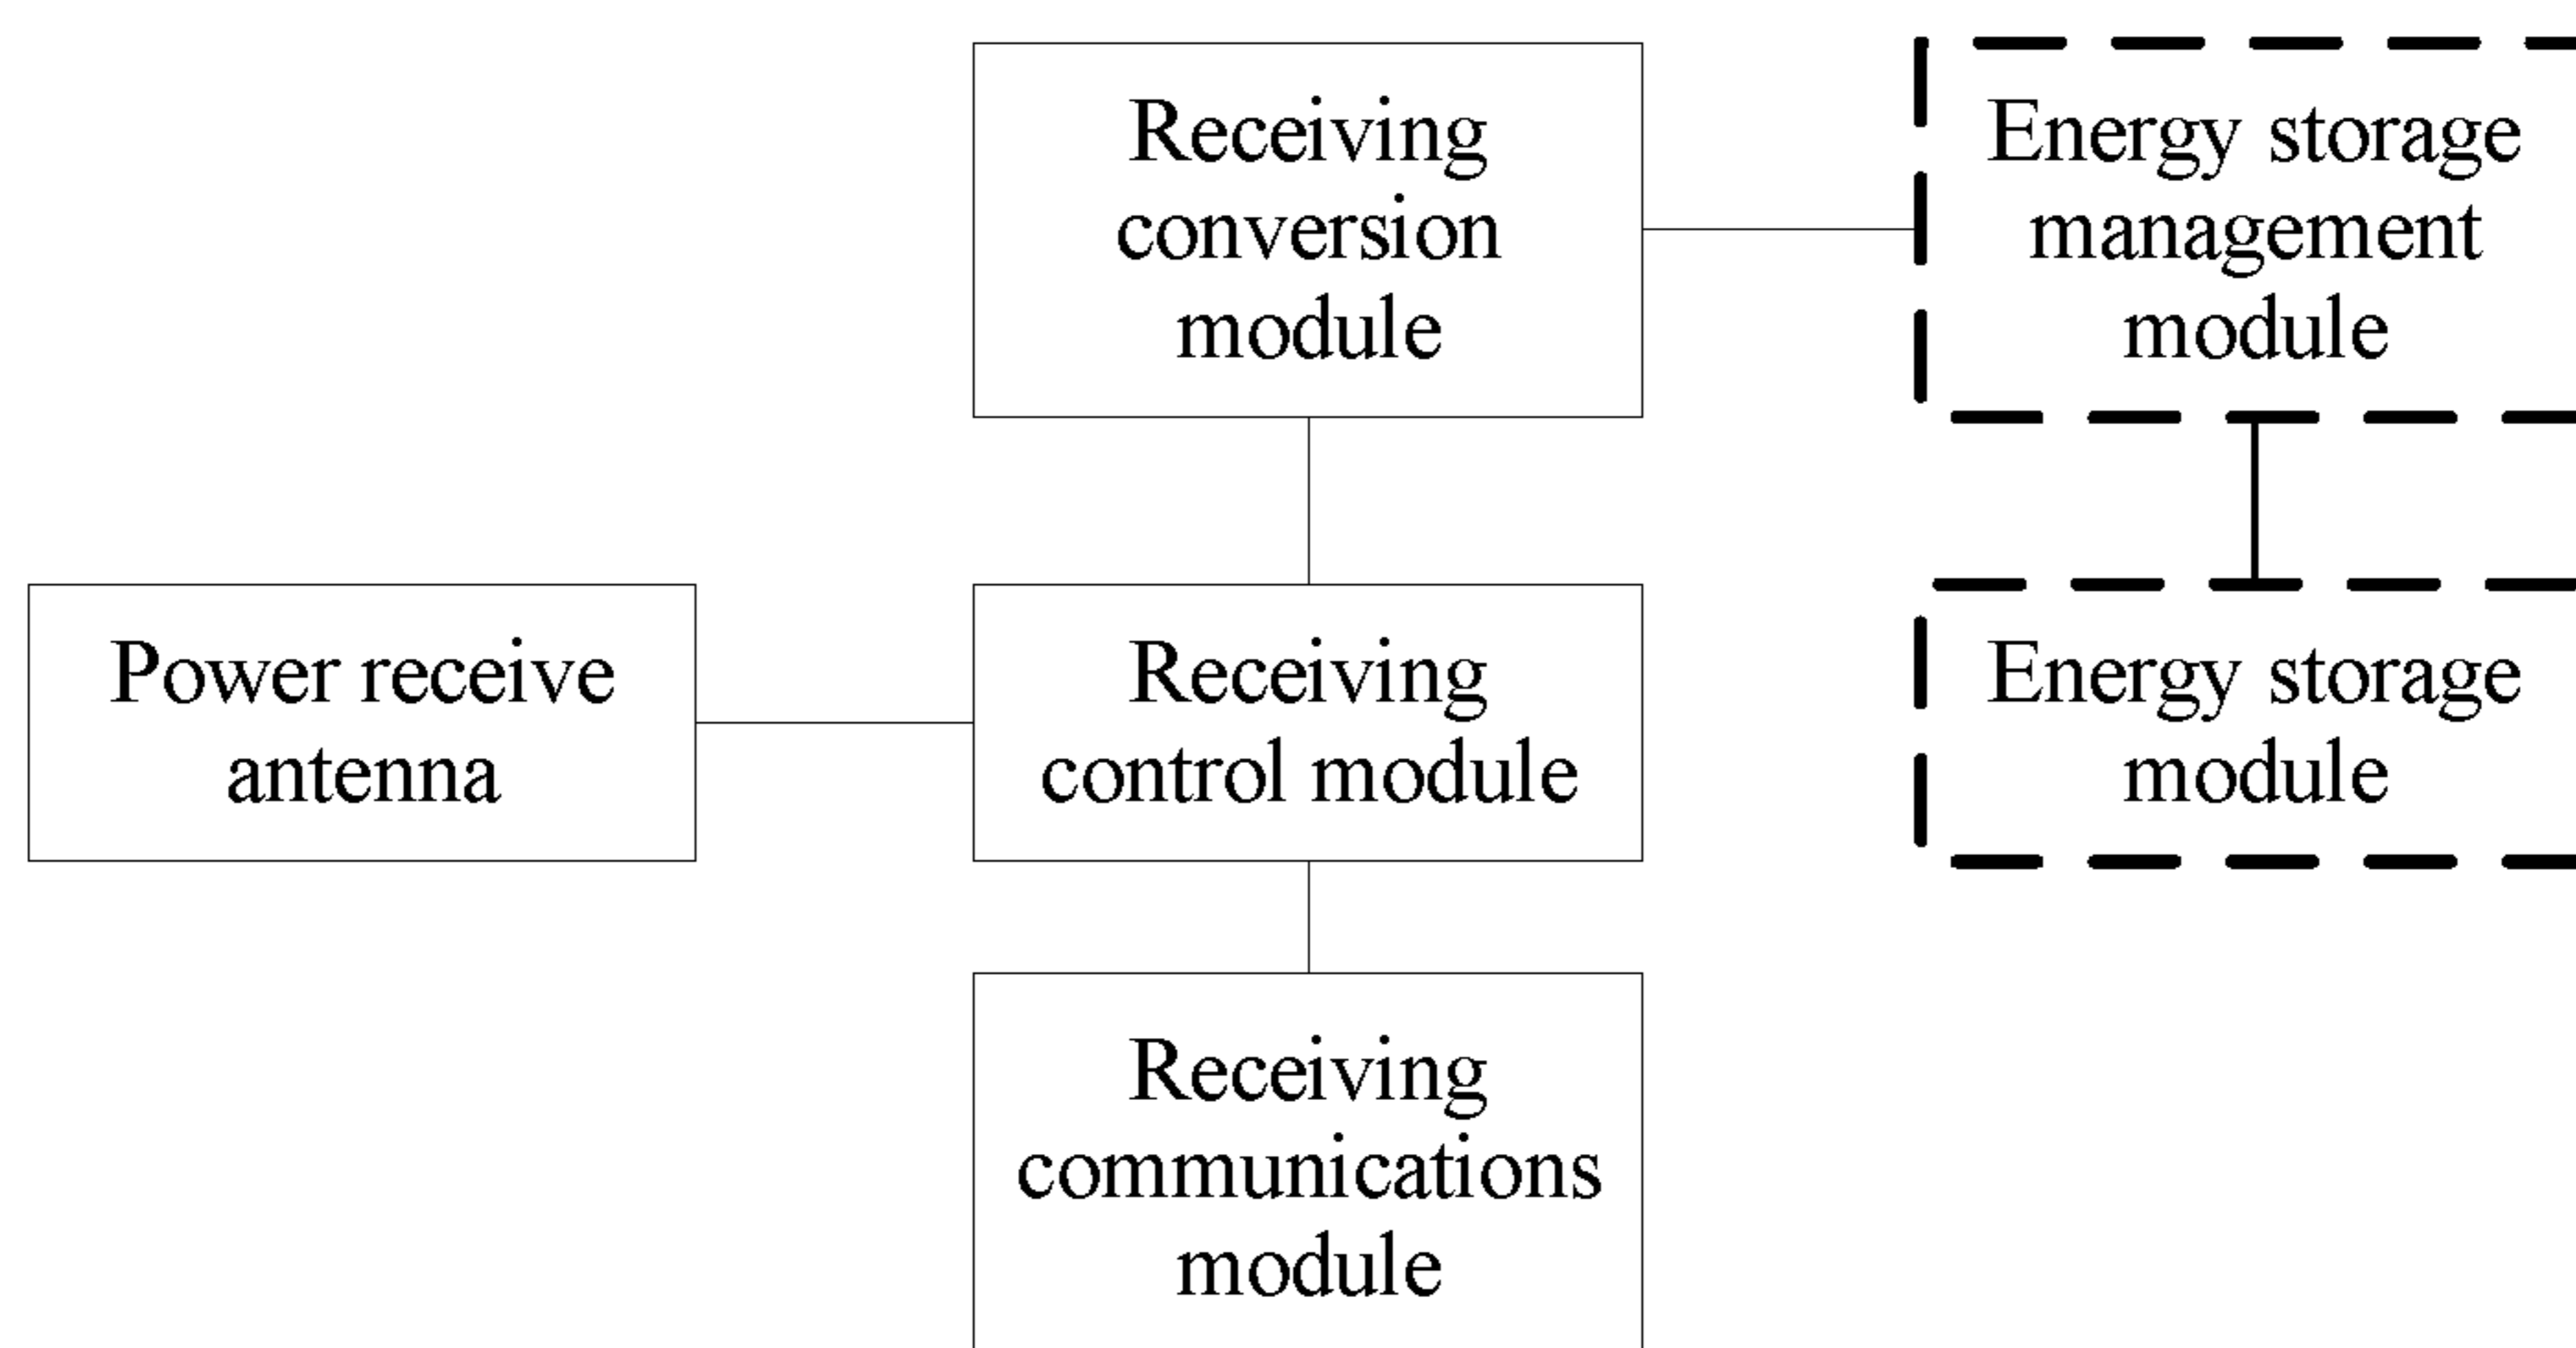 Receiving
conversion
module
Energy storage
management
module
Power receive
antenna
Receiving
control module
Energy storage
module
Receiving
communications
module